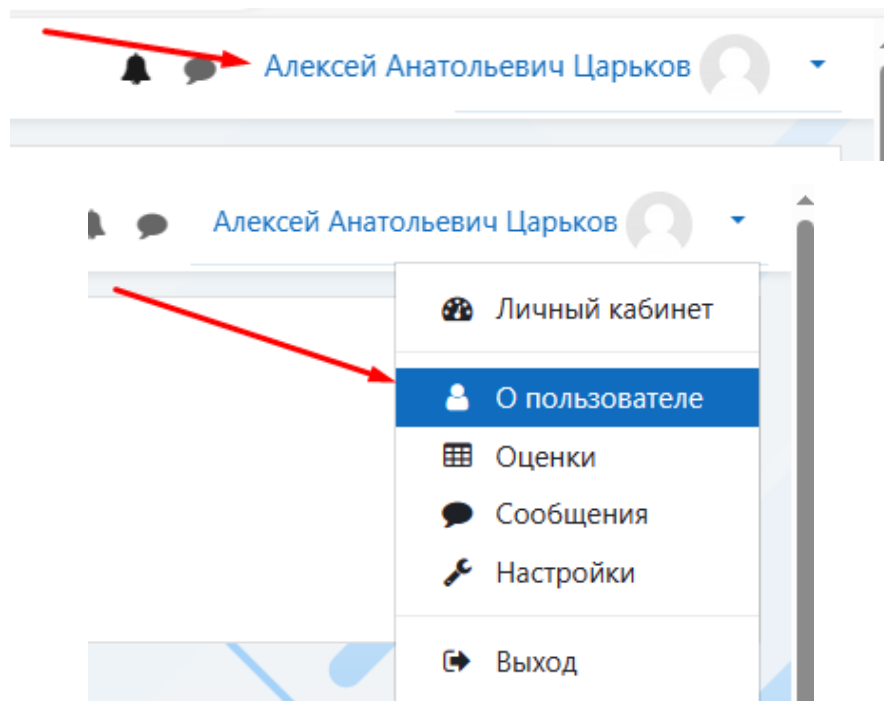 Алексей Анатольевич Царьков
Алексей Анатольевич Царьков
Личный кабинет
О пользователе
Оценки
Сообщения
Настройки
Выход